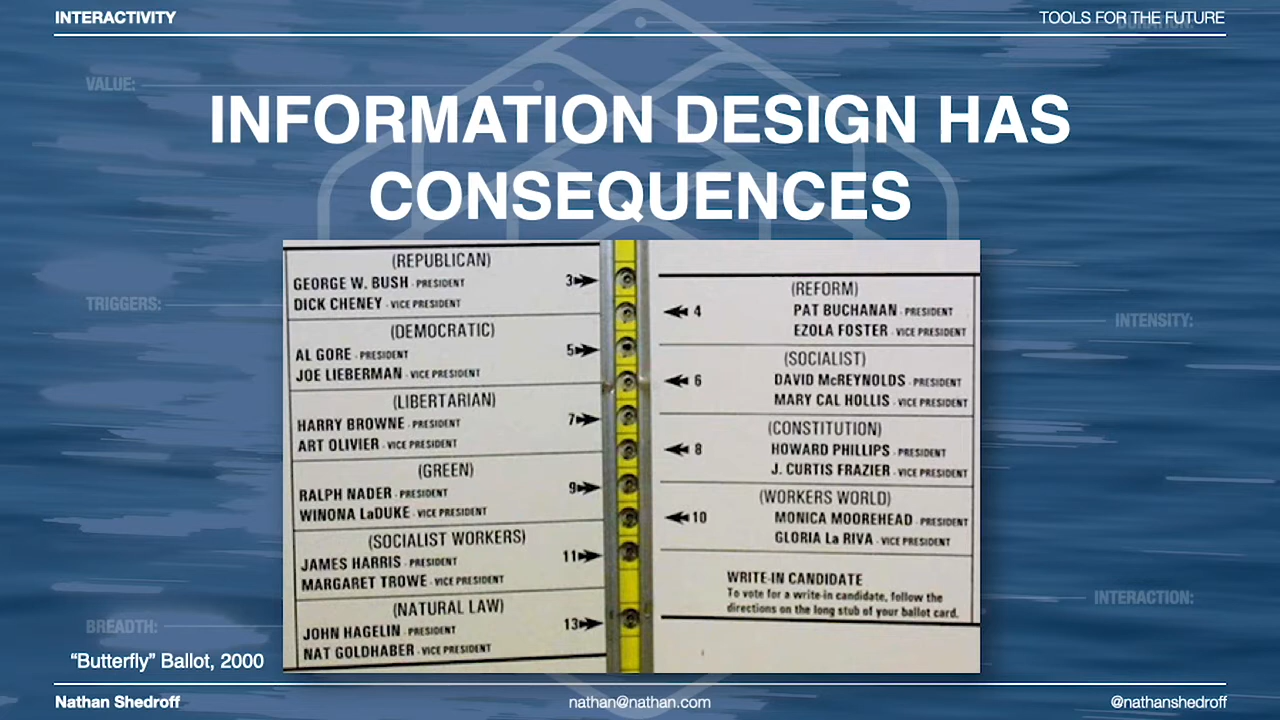 INTERACTIVITY
TOOLS FOR THE FUTURE
DURATION:
VALUE:
INFORMATION DESIGN HAS
CONSEQUENCES
(REPUBLICAN)
GEORGE W. BUSH - PRESIDENT
DICK CHENEY - VICE PRESIDENT
3
(DEMOCRATIC)
AL GORE - PRESIDENT
JOE LIEBERMAN - VICE PRESIDENT
5
(LIBERTARIAN)
HARRY BROWNE - PRESIDENT
ART OLIVIER - VICE PRESIDENT
7
(GREEN)
RALPH NADER - PRESIDENT
WINONA LaDUKE - VICE PRESIDENT
9
(SOCIALIST WORKERS)
JAMES HARRIS - PRESIDENT
MARGARET TROWE - VICE PRESIDENT
11
(NATURAL LAW)
JOHN HAGELIN - PRESIDENT
NAT GOLDHABER - VICE PRESIDENT
13
(REFORM)
4
PAT BUCHANAN - PRESIDENT
EZOLA FOSTER - VICE PRESIDENT
(SOCIALIST)
6
DAVID McREYNOLDS - PRESIDENT
MARY CAL HOLLIS - VICE PRESIDENT
(CONSTITUTION)
8
HOWARD PHILLIPS - PRESIDENT
J. CURTIS FRAZIER - VICE PRESIDENT
(WORKERS WORLD)
10
MONICA MOOREHEAD - PRESIDENT
GLORIA La RIVA - VICE PRESIDENT
WRITE-IN CANDIDATE
To vote for a write-in candidate, follow the
directions on the long stub of your ballot card.
TRIGGERS:
INTENSITY:
INTERACTION:
BREADTH:
“Butterfly” Ballot, 2000
Nathan Shedroff
nathan@nathan.com
@nathanshedroff